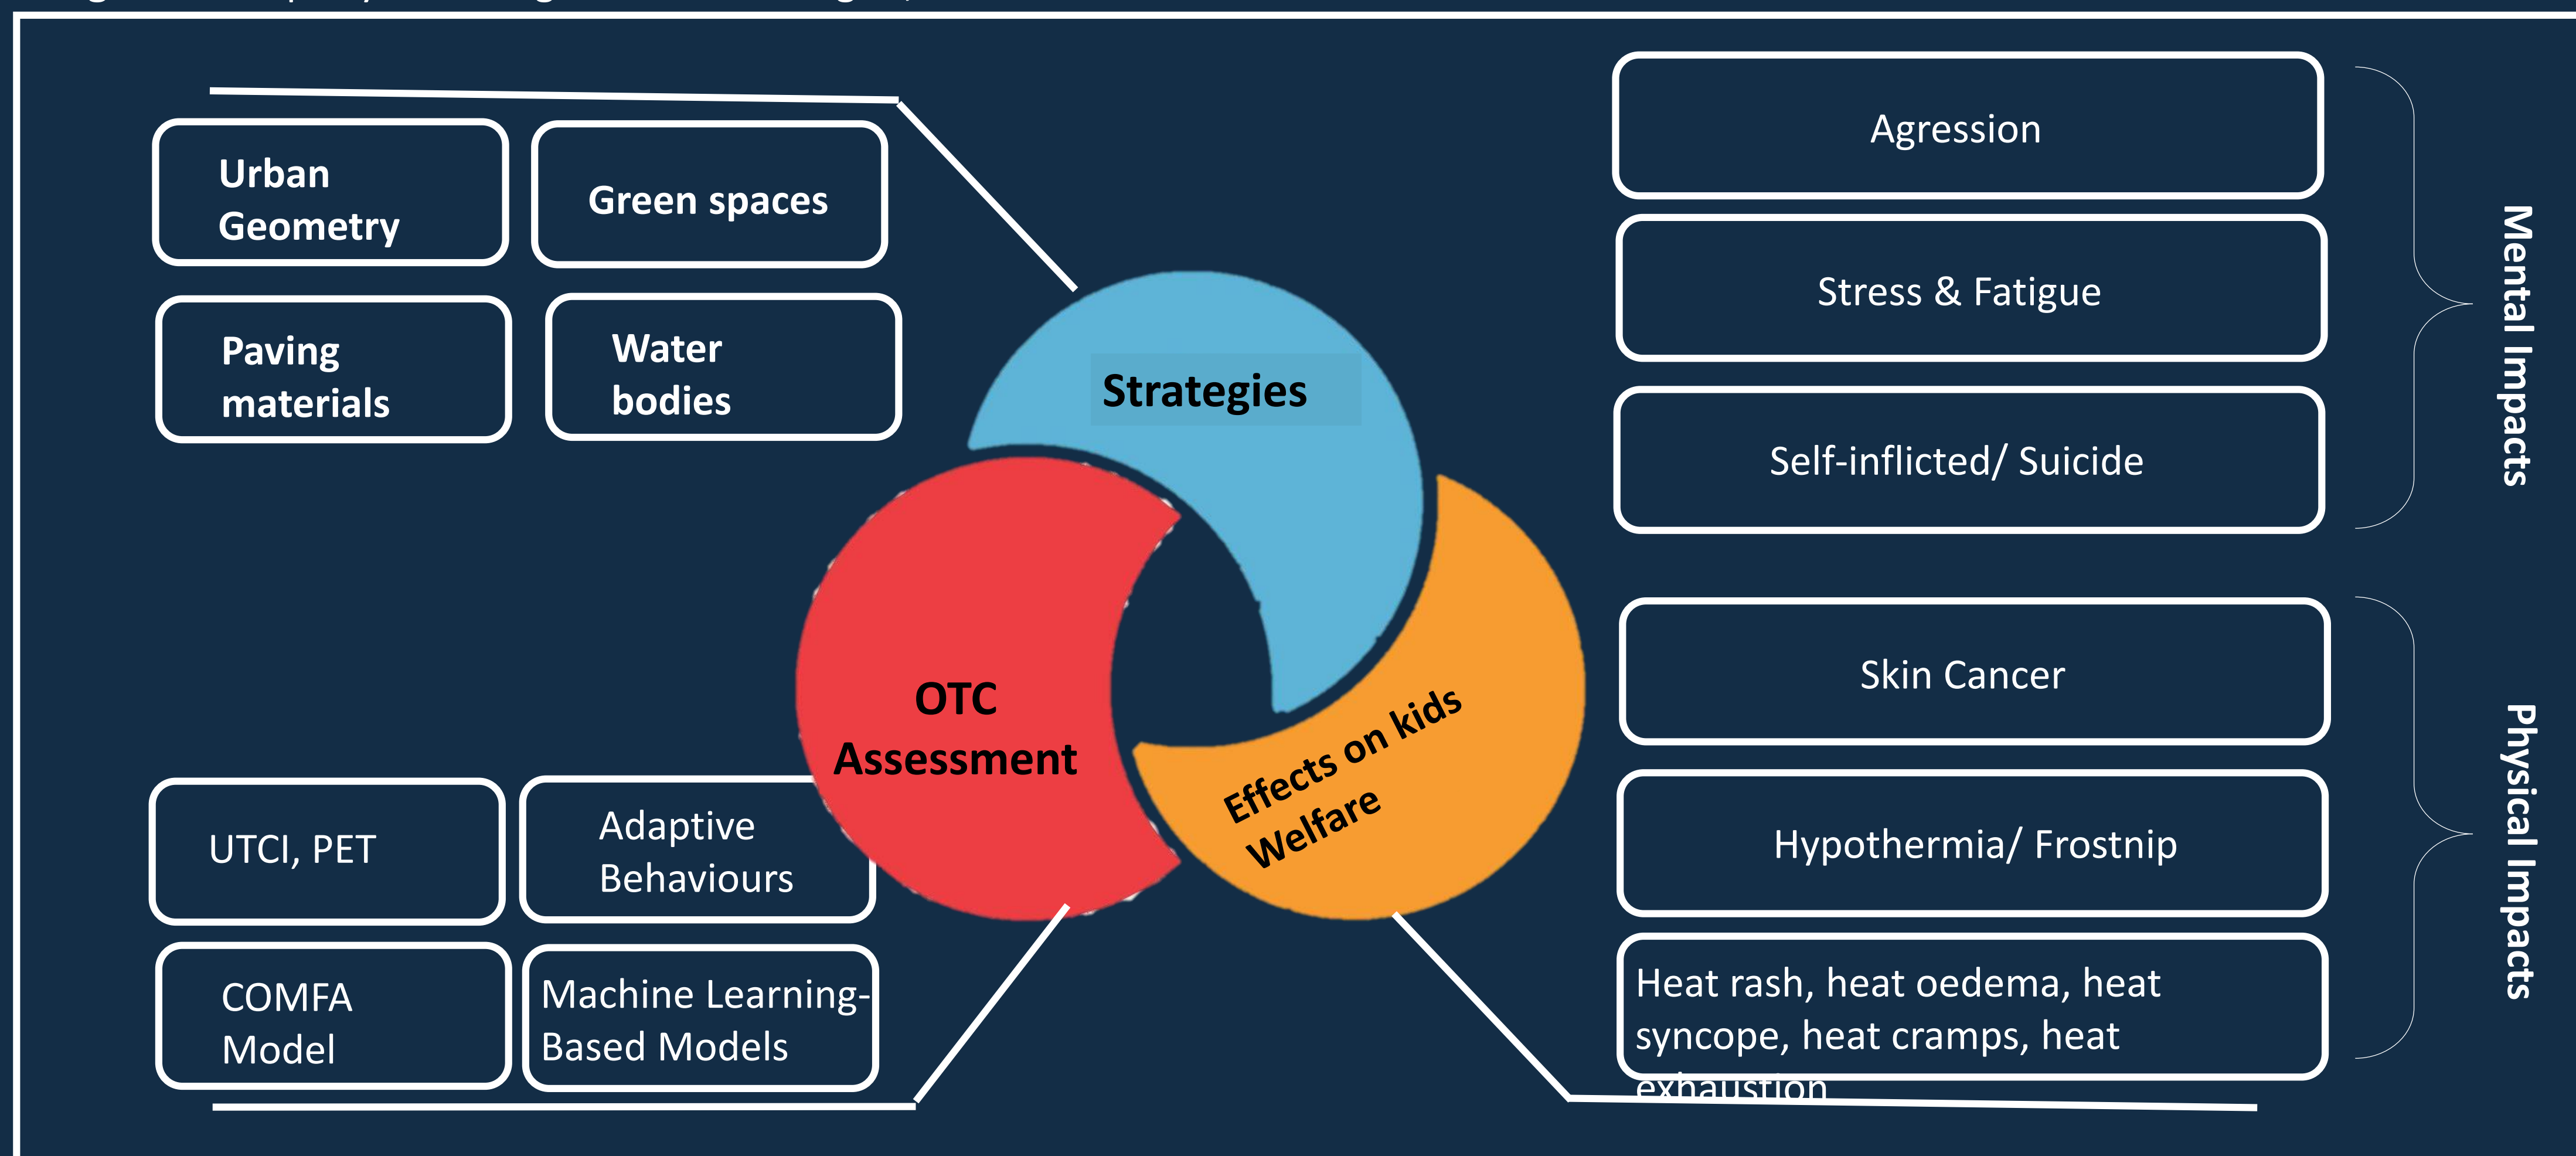 Urban
Geometry
Green spaces
Paving
materials
Water
bodies
Strategies
OTC
Assessment
Effects on kids
Welfare
UTCI, PET
Adaptive
Behaviours
COMFA
Model
Machine Learning-
Based Models
Agression
Stress & Fatigue
Self-inflicted/ Suicide
Mental Impacts
Skin Cancer
Hypothermia/ Frostnip
Heat rash, heat oedema, heat
syncope, heat cramps, heat
exhaustion
Physical Impacts